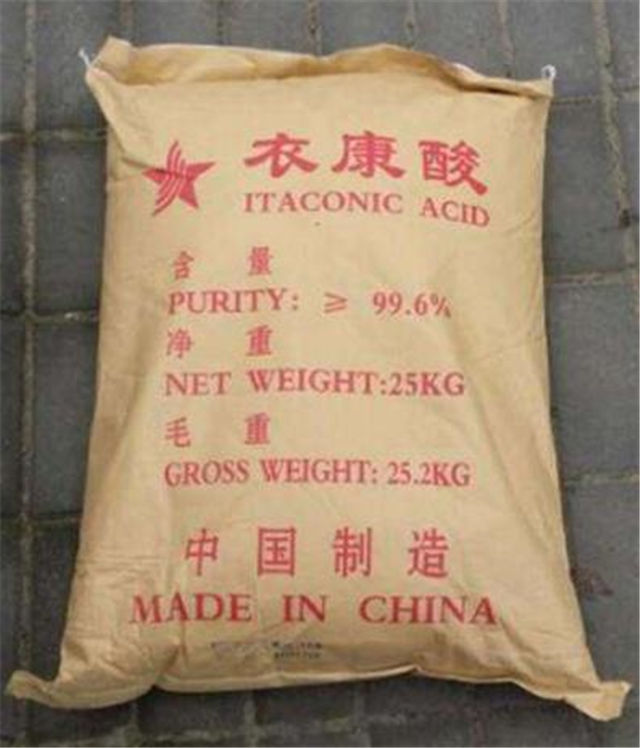 衣康酸
ITACONIC ACID
含 量
PURITY: ≥ 99.6%
净 重
NET WEIGHT:25KG
毛 重
GROSS WEIGHT: 25.2KG
中国制造
MADE IN CHINA